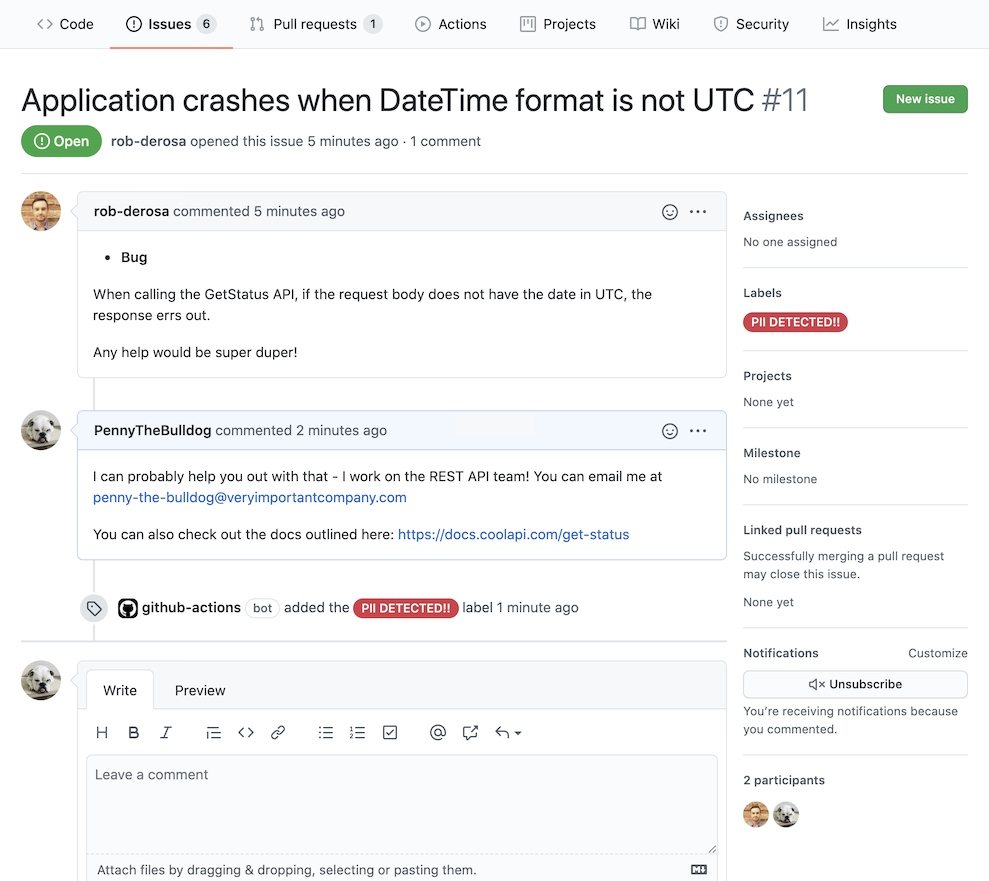 Code Issues 6 Pull requests 1 Actions Projects Wiki Security Insights
Application crashes when DateTime format is not UTC #11
New issue
Open rob-derosa opened this issue 5 minutes ago · 1 comment
rob-derosa commented 5 minutes ago
• Bug
When calling the GetStatus API, if the request body does not have the date in UTC, the
response errs out.
Any help would be super duper!
PennyTheBulldog commented 2 minutes ago
I can probably help you out with that - I work on the REST API team! You can email me at
penny-the-bulldog@veryimportantcompany.com
You can also check out the docs outlined here: https://docs.coolapi.com/get-status
github-actions bot added the PII DETECTED!! label 1 minute ago
Write Preview
H B I
Leave a comment
Attach files by dragging & dropping, selecting or pasting them.
Assignees
No one assigned
Labels
PII DETECTED!!
Projects
None yet
Milestone
No milestone
Linked pull requests
Successfully merging a pull request
may close this issue.
None yet
Notifications Customize
Unsubscribe
You’re receiving notifications because
you commented.
2 participants